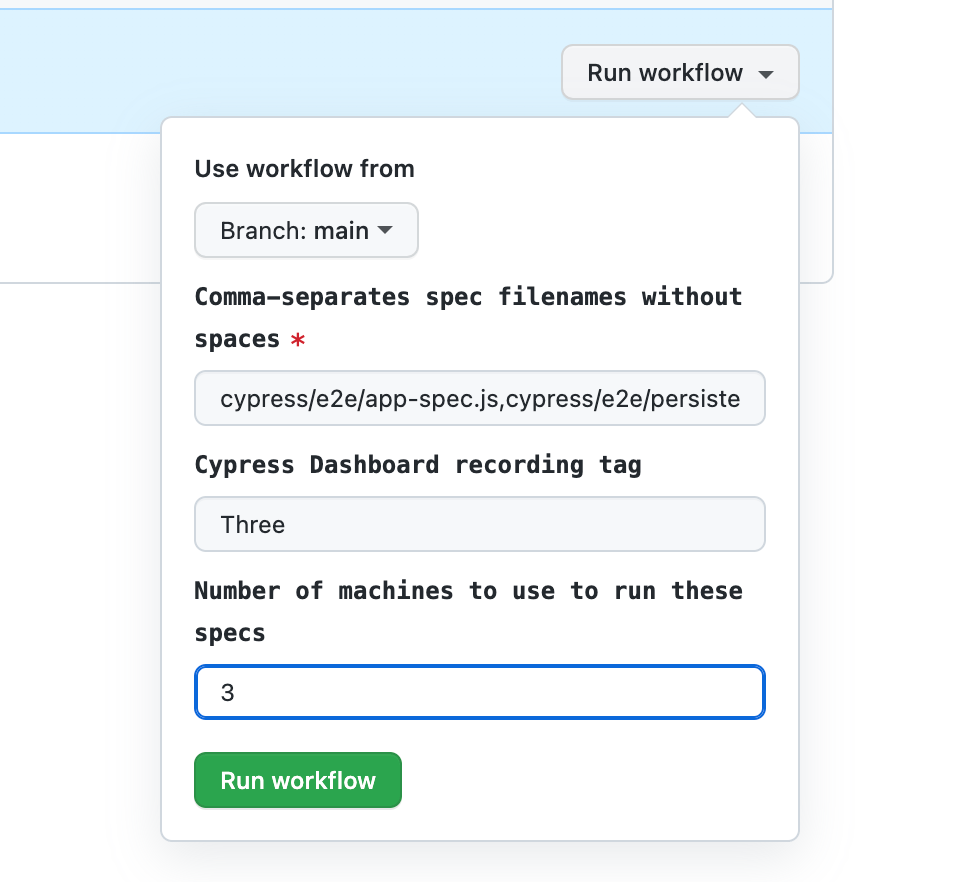 Run workflow
Use workflow from
Branch: main
Comma-separates spec filenames without
spaces *
cypress/e2e/app-spec.js,cypress/e2e/persiste
Cypress Dashboard recording tag
Three
Number of machines to use to run these
specs
3
Run workflow